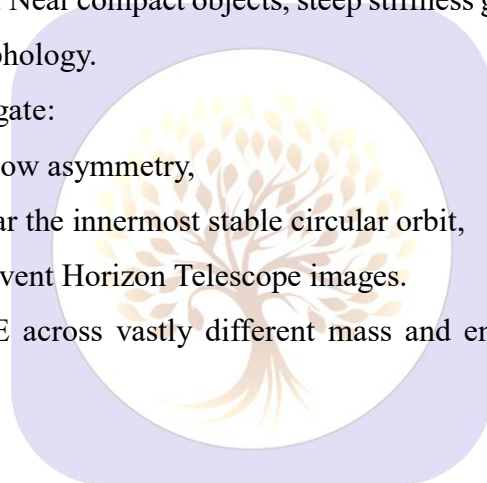 Near compact objects, steep stiffness
phology.
gate:
ow asymmetry,
ar the innermost stable circular orbit,
vent Horizon Telescope images.
E across vastly different mass and en